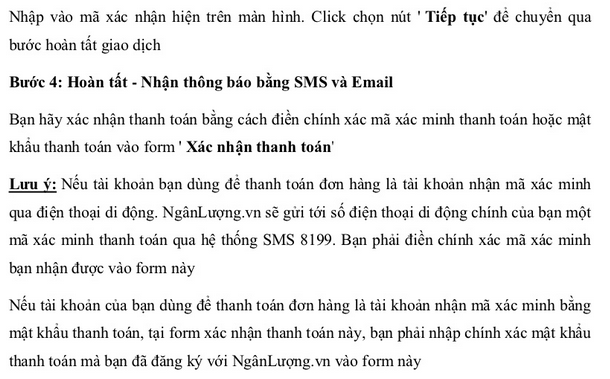 Nhập vào mã xác nhận hiện trên màn hình. Click chọn nút ' Tiếp tục' để chuyển qua
bước hoàn tất giao dịch
Bước 4: Hoàn tất - Nhận thông báo bằng SMS và Email
Bạn hãy xác nhận thanh toán bằng cách điền chính xác mã xác minh thanh toán hoặc mật
khẩu thanh toán vào form ' Xác nhận thanh toán'
Lưu ý: Nếu tài khoản bạn dùng để thanh toán đơn hàng là tài khoản nhận mã xác minh
qua điện thoại di động. NgânLượng.vn sẽ gửi tới số điện thoại di động chính của bạn một
mã xác minh thanh toán qua hệ thống SMS 8199. Bạn phải điền chính xác mã xác minh
bạn nhận được vào form này
Nếu tài khoản của bạn dùng để thanh toán đơn hàng là tài khoản nhận mã xác minh bằng
mật khẩu thanh toán, tại form xác nhận thanh toán này, bạn phải nhập chính xác mật khẩu
thanh toán mà bạn đã đăng ký với NgânLượng.vn vào form này